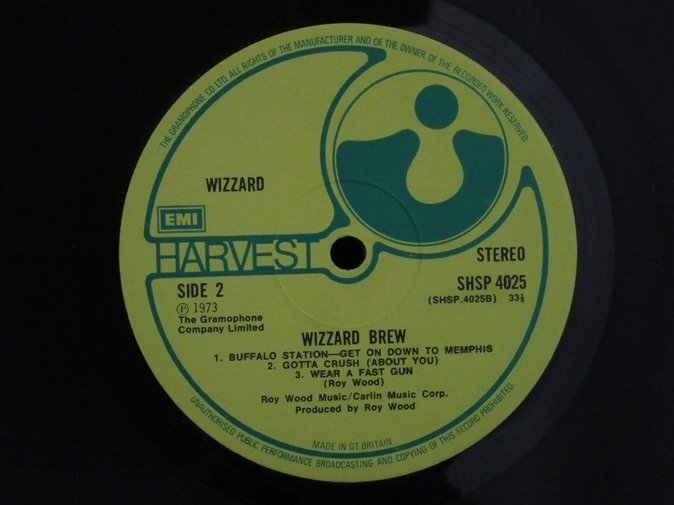 THE GRAMOPHONE CO. LTD. ALL RIGHTS OF THE MANUFACTURER AND OF THE OWNER OF THE RECORDED WORK RESERVED.
WIZZARD
EMI
HARVEST
STEREO
SIDE 2
SHSP 4025
(SHSP.4025B) 33⅓
Ⓟ 1973
The Gramophone
Company Limited
WIZZARD BREW
1. BUFFALO STATION—GET ON DOWN TO MEMPHIS
2. GOTTA CRUSH (ABOUT YOU)
3. WEAR A FAST GUN
(Roy Wood)
Roy Wood Music/Carlin Music Corp.
Produced by Roy Wood
MADE IN GT BRITAIN
UNAUTHORISED PUBLIC PERFORMANCE BROADCASTING AND COPYING OF THIS RECORD PROHIBITED.